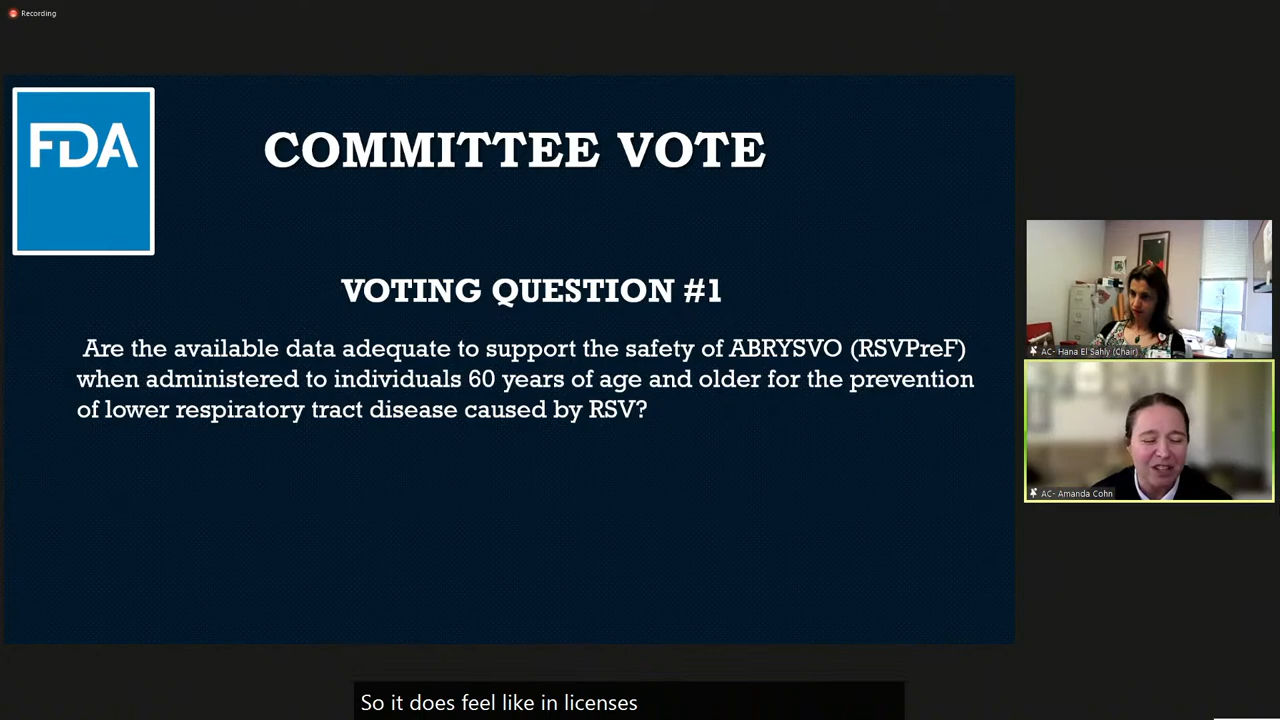 Recording
FDA
COMMITTEE VOTE
VOTING QUESTION #1
Are the available data adequate to support the safety of ABRYSVO (RSVPreF)
when administered to individuals 60 years of age and older for the prevention
of lower respiratory tract disease caused by RSV?
AC- Hana El Sahly (Chair)
AC- Amanda Cohn
So it does feel like in licenses